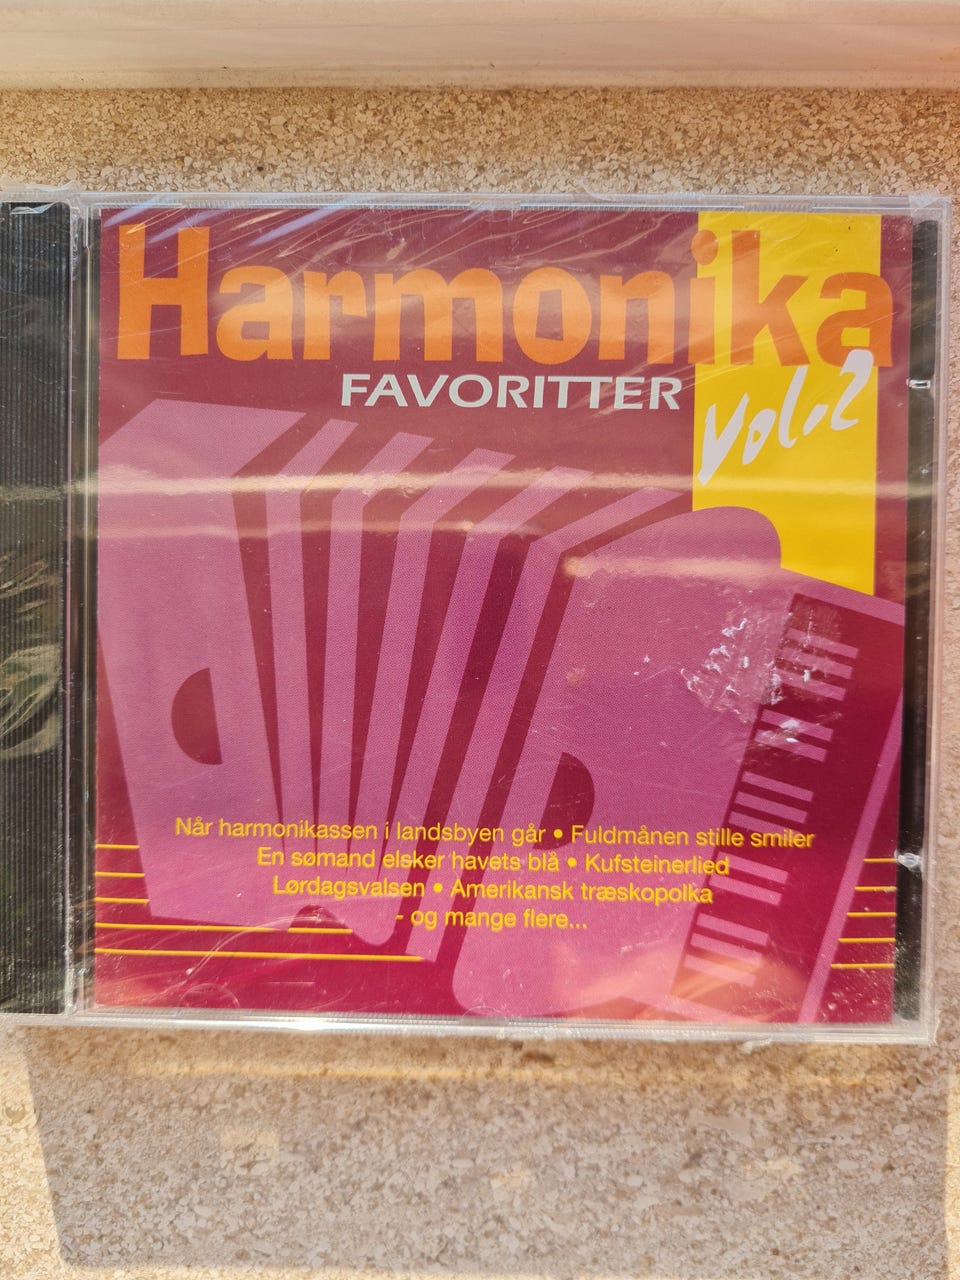 Harmonika
FAVORITTER
Vol.2
Når harmonikassen i landsbyen går • Fuldmånen stille smiler
En sømand elsker havets blå • Kufsteinerlied
Lørdagsvalsen • Amerikansk træskopolka
- og mange flere...